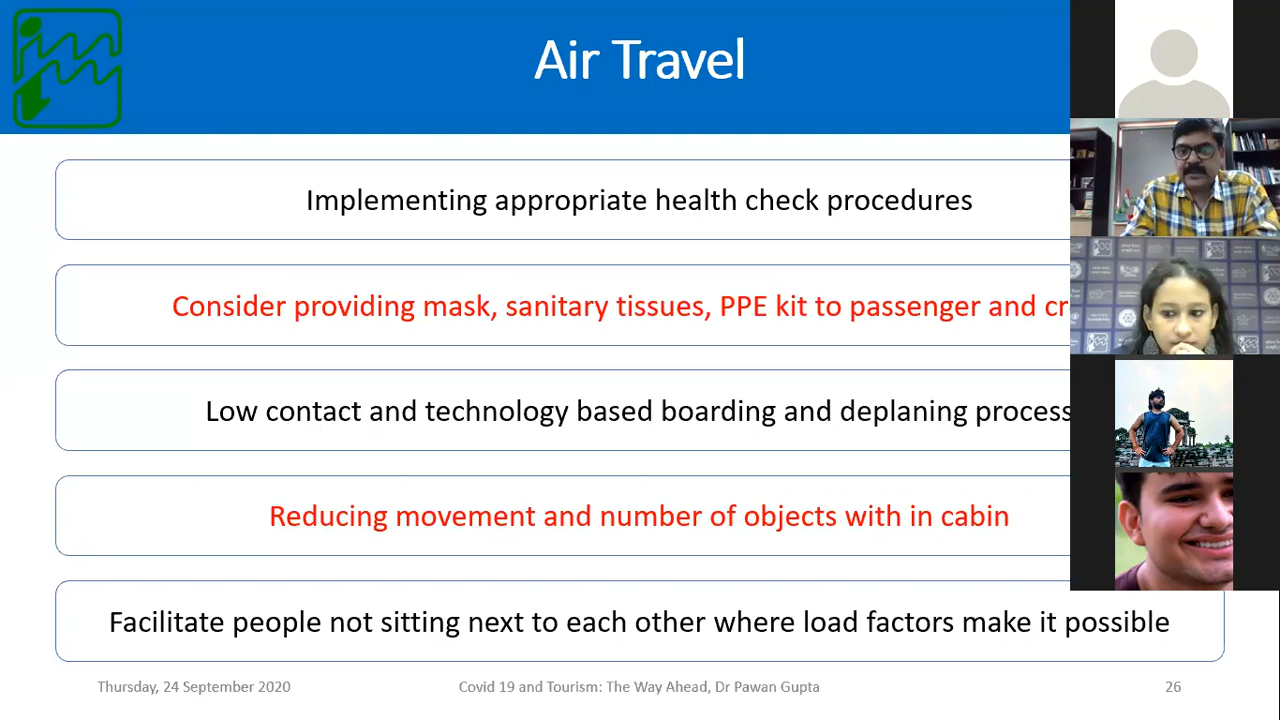 Air Travel
Implementing appropriate health check procedures
Consider providing mask, sanitary tissues, PPE kit to passenger and
Low contact and technology based boarding and deplaning process
Reducing movement and number of objects with in cabin
Facilitate people not sitting next to each other where load factors make it possible
Thursday, 24 September 2020
Covid 19 and Tourism: The Way Ahead, Dr Pawan Gupta
26